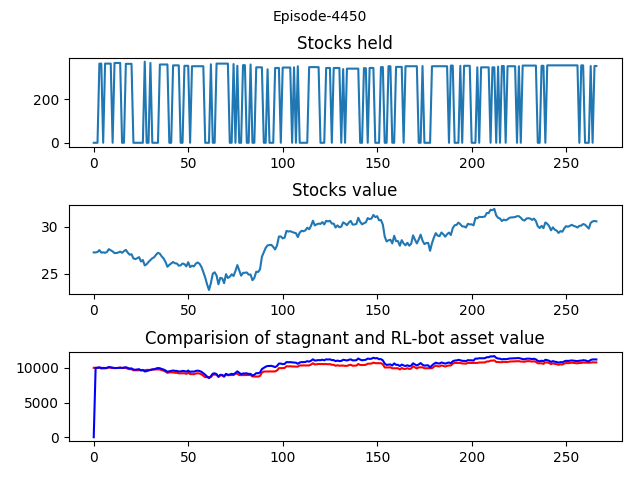 Episode-4450
Stocks held
200
0
0 50 100 150 200 250
Stocks value
30
25
0 50 100 150 200 250
Comparision of stagnant and RL-bot asset value
10000
5000
0
0 50 100 150 200 250